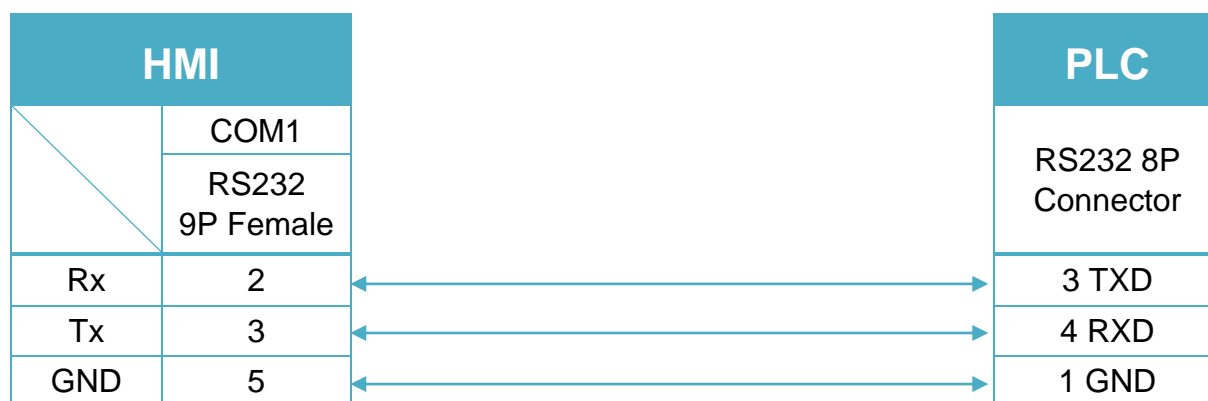 HMI
PLC
COM1
RS232
9P Female
RS232 8P
Connector
Rx 2 3 TXD
Tx 3 4 RXD
GND 5 1 GND